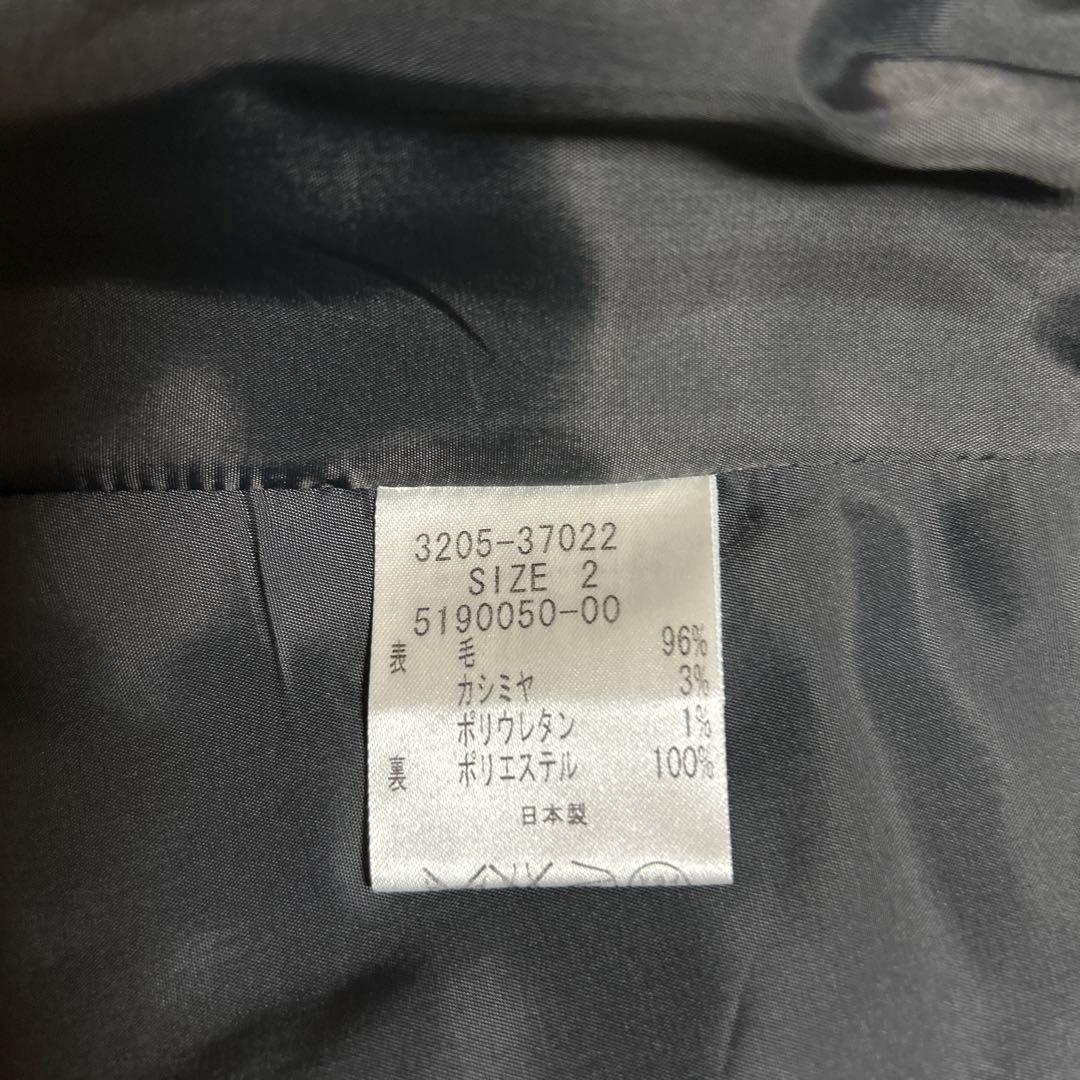 3205-37022
SIZE 2
5190050-00
表 毛 96%
カシミヤ 3%
ポリウレタン 1%
裏 ポリエステル 100%
日本製